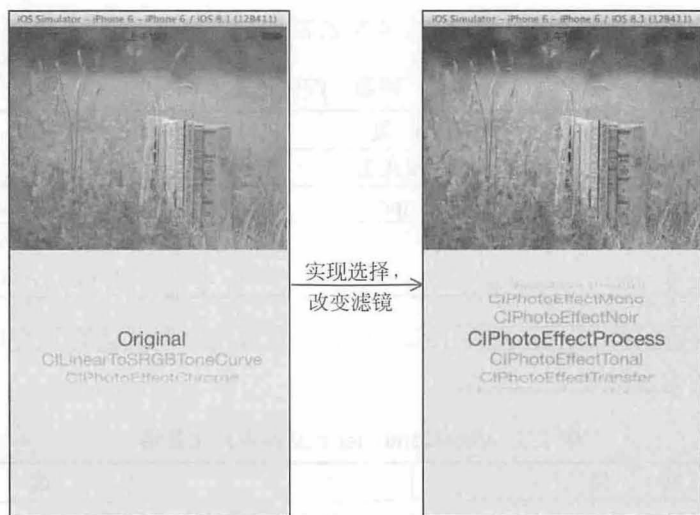 iOS Simulator - iPhone 6 - iPhone 6 / iOS 8.1 (12B411)
Original
CILinearToSRGBToneCurve
CIPhotoEffectChrome
实现选择，
改变滤镜
iOS Simulator - iPhone 6 - iPhone 6 / iOS 8.1 (12B411)
CIPhotoEffectMono
CIPhotoEffectNoir
CIPhotoEffectProcess
CIPhotoEffectTonal
CIPhotoEffectTransfer